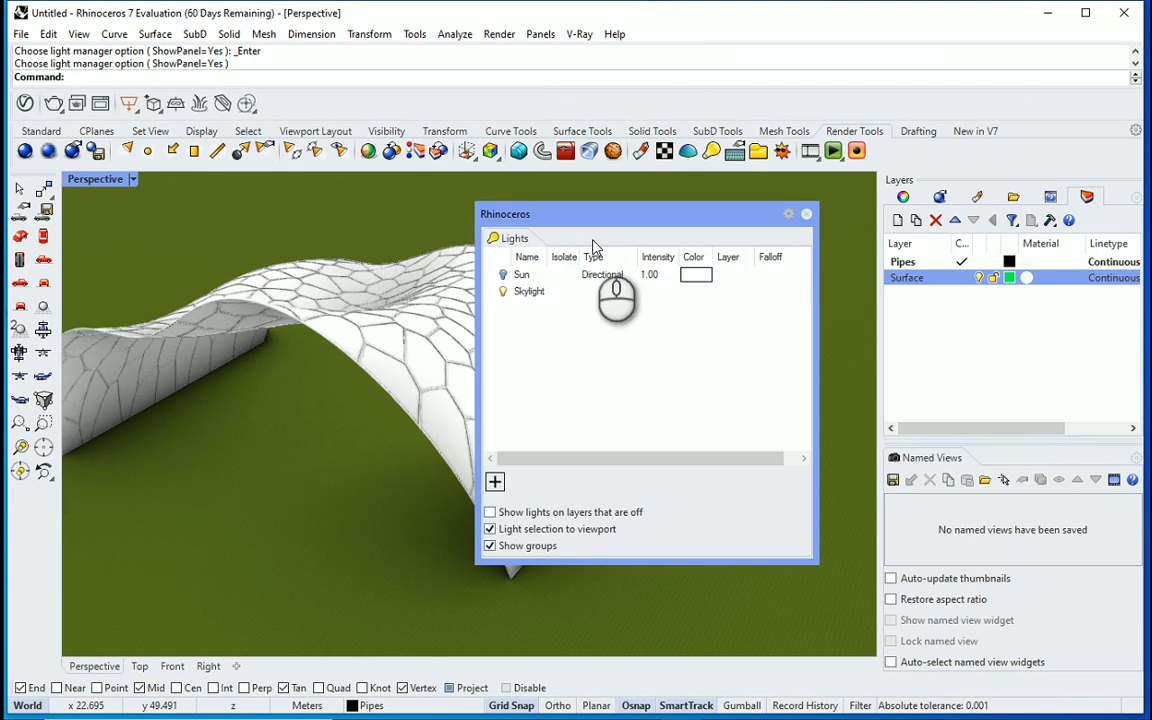 Untitled - Rhinoceros 7 Evaluation (60 Days Remaining) - [Perspective]
File Edit View Curve Surface SubD Solid Mesh Dimension Transform Tools Analyze Render Panels V-Ray Help
Choose light manager option ( ShowPanel=Yes ): _Enter
Choose light manager option ( ShowPanel=Yes )
Command:
Standard CPlanes Set View Display Select Viewport Layout Visibility Transform Curve Tools Surface Tools Solid Tools SubD Tools Mesh Tools Render Tools Drafting New in V7
Perspective
Rhinoceros
Lights
Name Isolate Type Intensity Color Layer Falloff
Sun Directional 1.00
Skylight
Show lights on layers that are off
Light selection to viewport
Show groups
Layers
Layer C... Material Linetype
Pipes Continuous
Surface Continuous
Named Views
No named views have been saved
Auto-update thumbnails
Restore aspect ratio
Show named view widget
Lock named view
Auto-select named view widgets
Perspective Top Front Right
End Near Point Mid Cen Int Perp Tan Quad Knot Vertex Project Disable
World x 22.695 y 49.491 z Meters Pipes Grid Snap Ortho Planar Osnap SmartTrack Gumball Record History Filter Absolute tolerance: 0.001